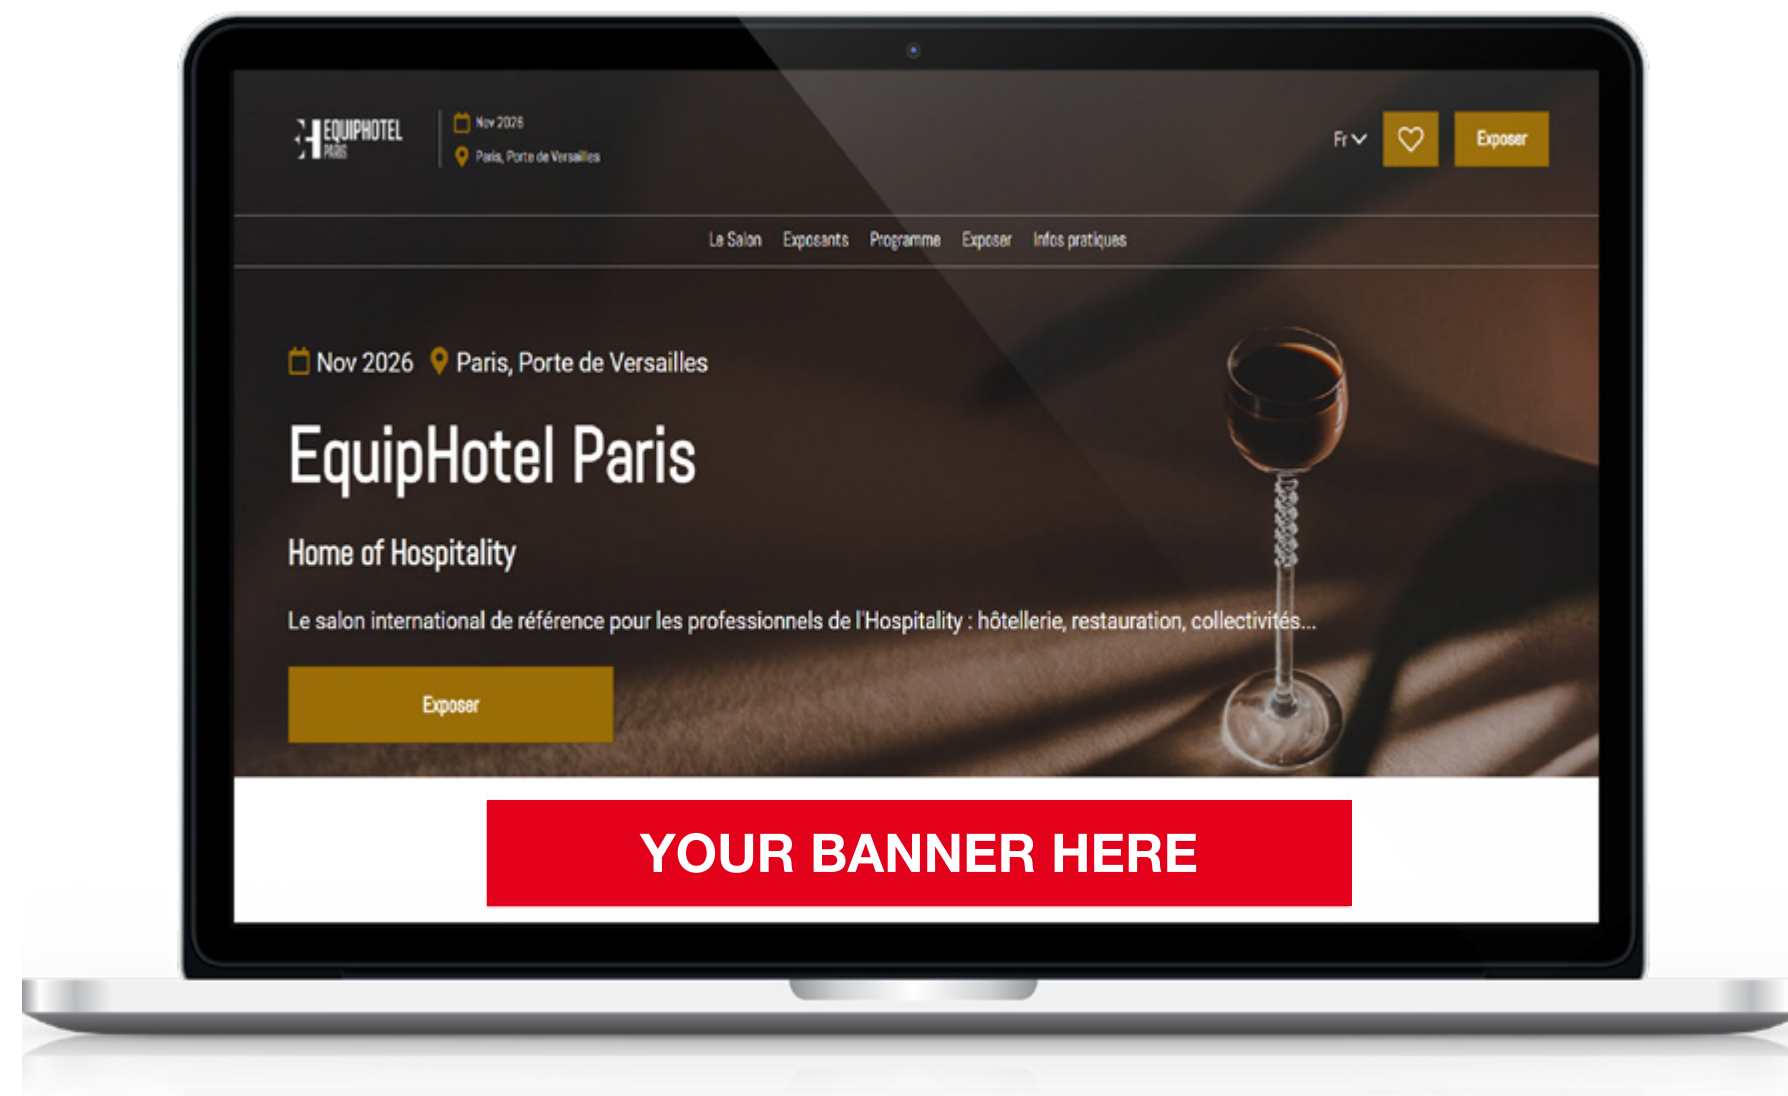 EQUIPHOTEL
PARIS
Nov 2026
Paris, Porte de Versailles
Fr
Exposer
Le Salon Exposants Programme Exposer Infos pratiques
Nov 2026 Paris, Porte de Versailles
EquipHotel Paris
Home of Hospitality
Le salon international de référence pour les professionnels de l'Hospitality : hôtellerie, restauration, collectivités...
Exposer
YOUR BANNER HERE